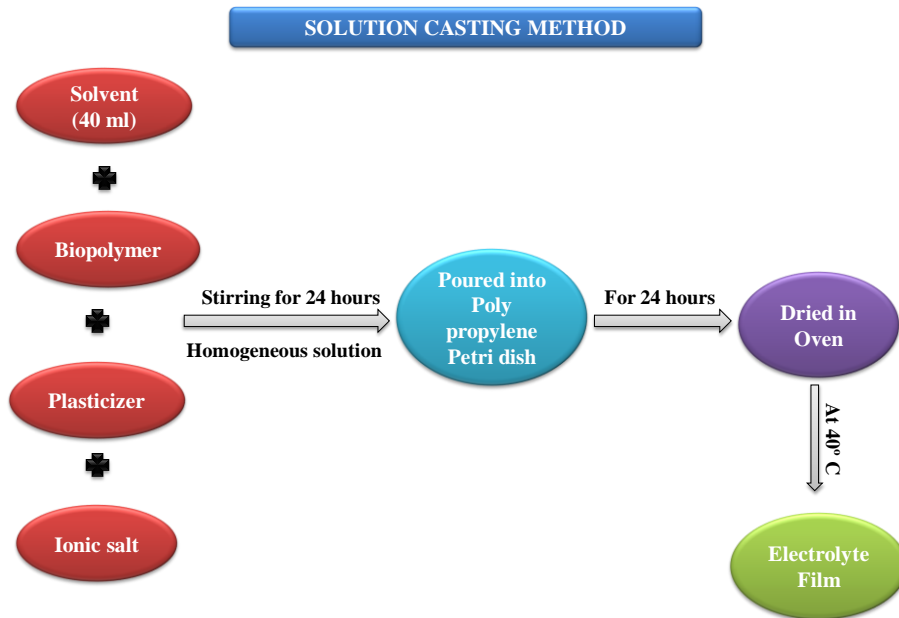 SOLUTION CASTING METHOD
Solvent
(40 ml)
Biopolymer
Plasticizer
Ionic salt
Stirring for 24 hours
Homogeneous solution
Poured into
Poly
propylene
Petri dish
For 24 hours
Dried in
Oven
At 40º C
Electrolyte
Film